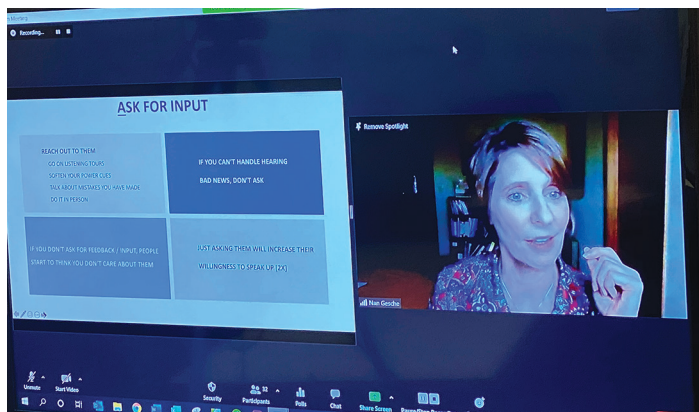 Meeting
Recording...
ASK FOR INPUT
REACH OUT TO THEM
GO ON LISTENING TOURS
SOFTEN YOUR POWER CUES
TALK ABOUT MISTAKES YOU HAVE MADE
DO IT IN PERSON
IF YOU CAN'T HANDLE HEARING
BAD NEWS, DON'T ASK
IF YOU DON'T ASK FOR FEEDBACK / INPUT, PEOPLE
START TO THINK YOU DON'T CARE ABOUT THEM
JUST ASKING THEM WILL INCREASE THEIR
WILLINGNESS TO SPEAK UP (2X)
Remove Spotlight
Nan Gesche
Unmute
Start Video
Security
Participants
32
Polls
Chat
Share Screen